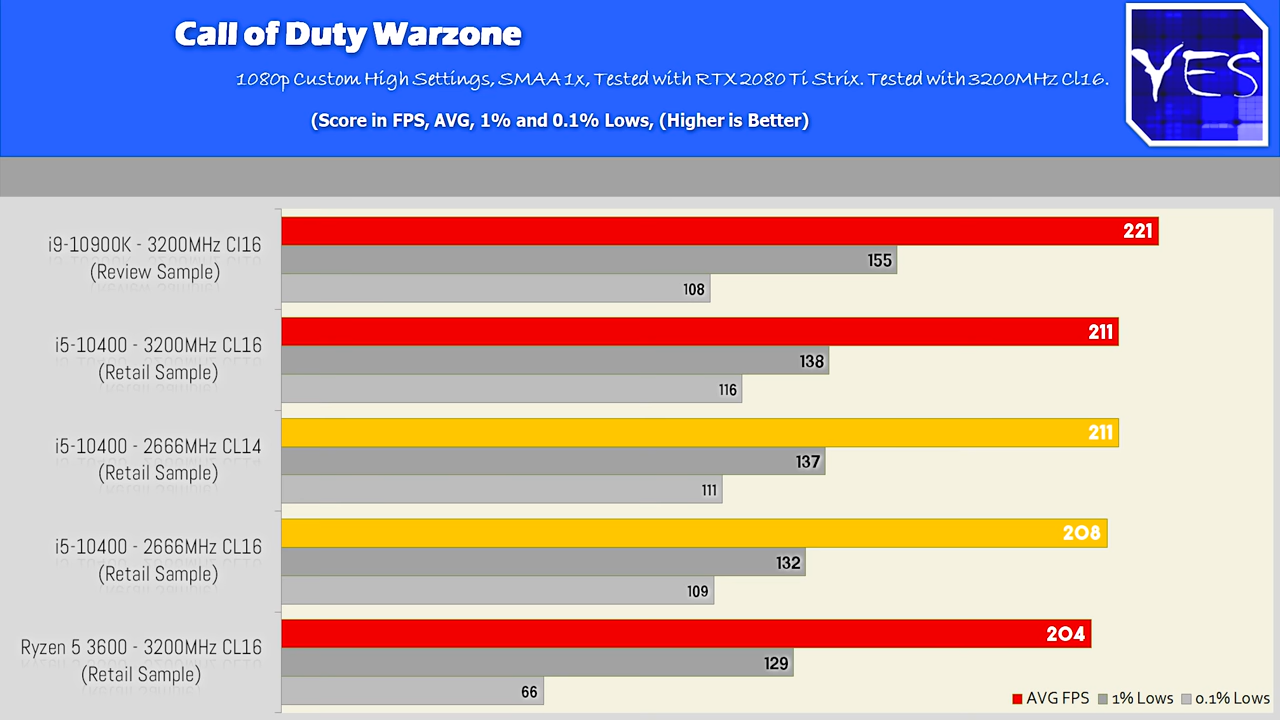 Call of Duty Warzone
1080p Custom High Settings, SMAA 1x, Tested with RTX 2080 Ti Strix. Tested with 3200MHz Cl16.
(Score in FPS, AVG, 1% and 0.1% Lows, (Higher is Better)
YES
i9-10900K - 3200MHz Cl16
(Review Sample)
221
155
108
i5-10400 - 3200MHz CL16
(Retail Sample)
211
138
116
i5-10400 - 2666MHz CL14
(Retail Sample)
211
137
111
i5-10400 - 2666MHz CL16
(Retail Sample)
208
132
109
Ryzen 5 3600 - 3200MHz CL16
(Retail Sample)
204
129
66
AVG FPS 1% Lows 0.1% Lows